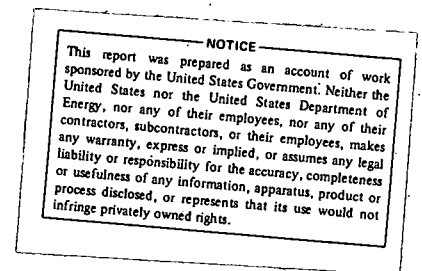 NOTICE
This report was prepared as an account of work
sponsored by the United States Government. Neither the
United States nor the United States Department of
Energy, nor any of their employees, nor any of their
contractors, subcontractors, or their employees, makes
any warranty, express or implied, or assumes any legal
liability or responsibility for the accuracy, completeness
or usefulness of any information, apparatus, product or
process disclosed, or represents that its use would not
infringe privately owned rights.